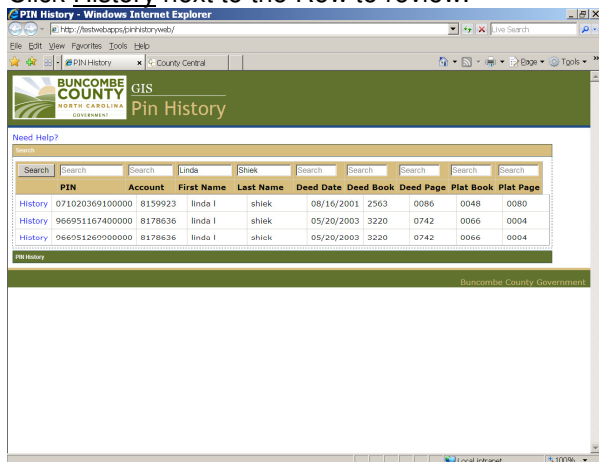 Click History next to the Row to review.
PIN History - Windows Internet Explorer
http://testwebapps/pinhistoryweb/ Live Search
File Edit View Favorites Tools Help
PIN History County Central Page Tools
BUNCOMBE COUNTY
NORTH CAROLINA
GOVERNMENT
GIS
Pin History
Need Help?
Search
Search Search Search Linda Shiek Search Search Search Search Search
PIN Account First Name Last Name Deed Date Deed Book Deed Page Plat Book Plat Page
History 071020369100000 8159923 linda l shiek 08/16/2001 2563 0086 0048 0080
History 966951167400000 8178636 linda l shiek 05/20/2003 3220 0742 0066 0004
History 966951269900000 8178636 linda l shiek 05/20/2003 3220 0742 0066 0004
PIN History
Buncombe County Government
Local intranet 100%